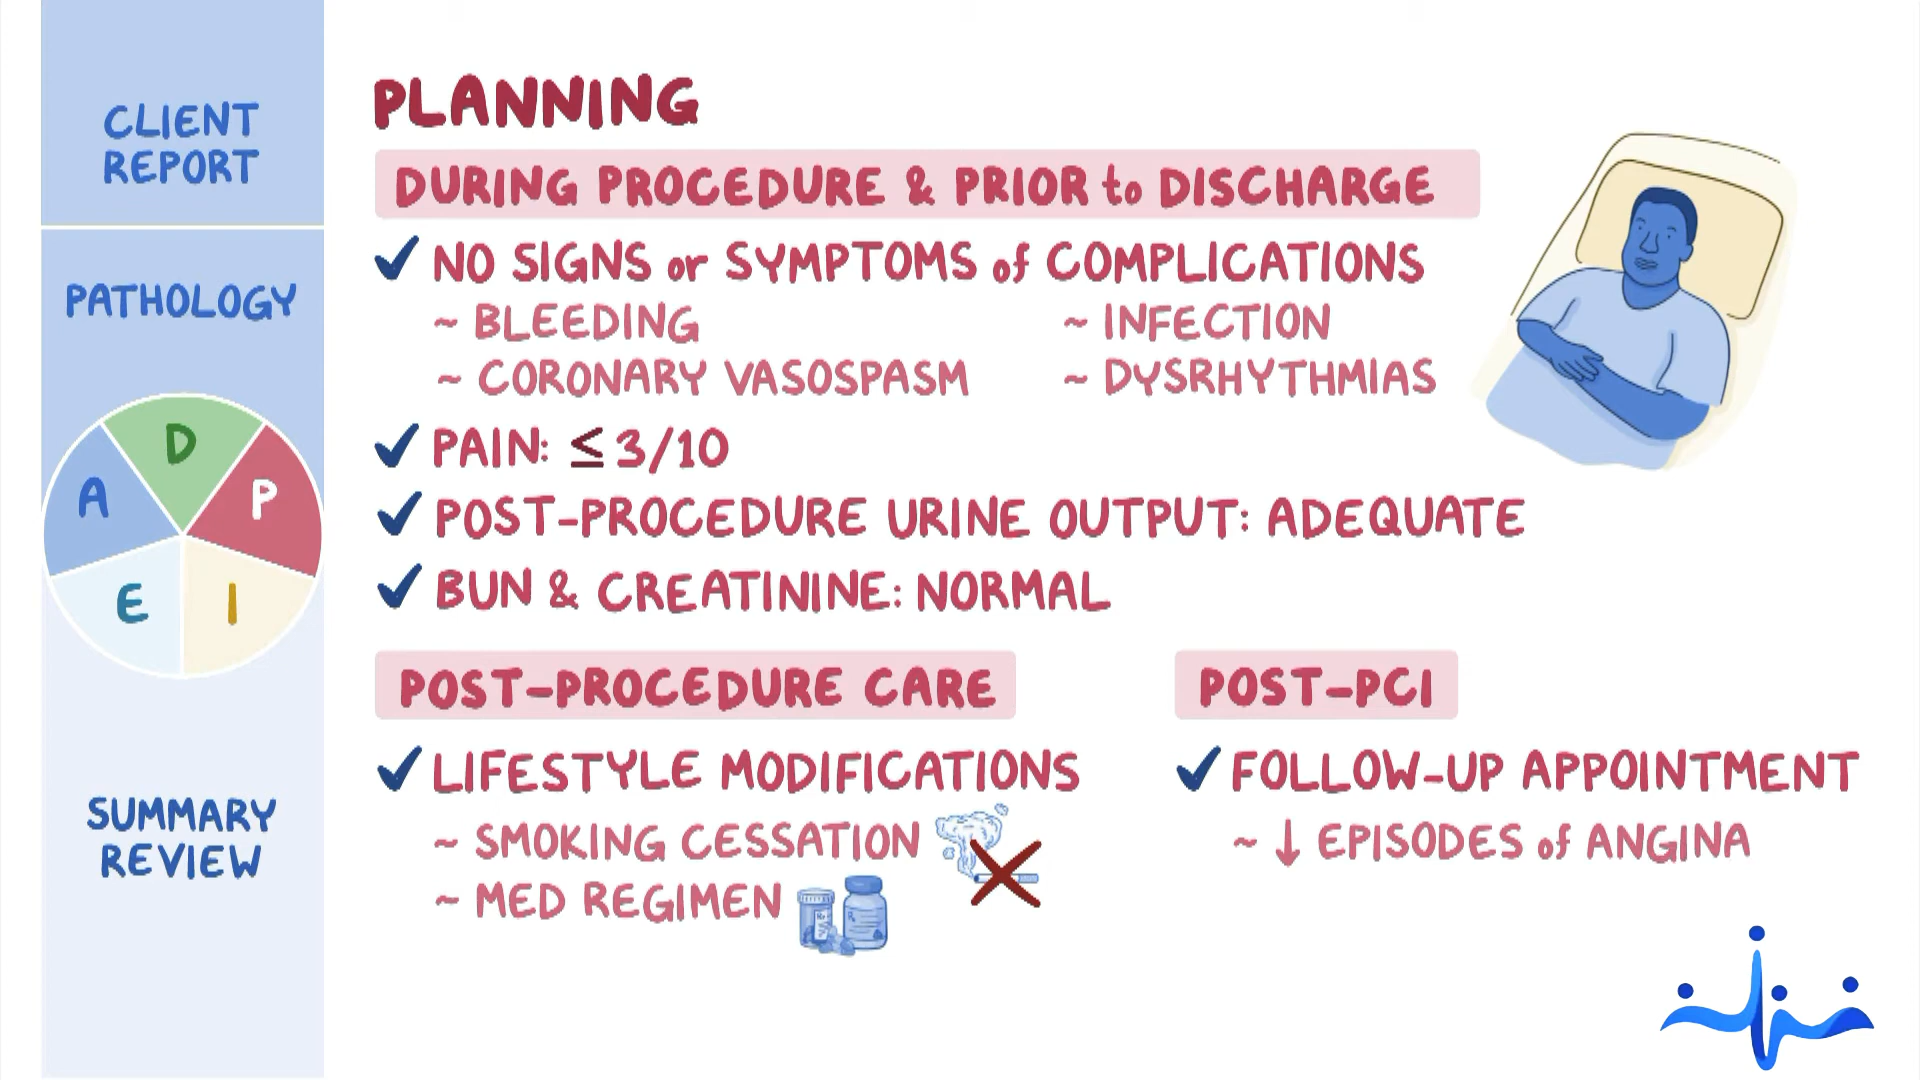 CLIENT
REPORT
PATHOLOGY
A
D
P
E
I
SUMMARY
REVIEW
PLANNING
DURING PROCEDURE & PRIOR to DISCHARGE
✓ NO SIGNS or SYMPTOMS of COMPLICATIONS
~ BLEEDING
~ INFECTION
~ CORONARY VASOSPASM
~ DYSRHYTHMIAS
✓ PAIN: ≤ 3/10
✓ POST-PROCEDURE URINE OUTPUT: ADEQUATE
✓ BUN & CREATININE: NORMAL
POST-PROCEDURE CARE
✓ LIFESTYLE MODIFICATIONS
~ SMOKING CESSATION
~ MED REGIMEN
POST-PCI
✓ FOLLOW-UP APPOINTMENT
~ ↓ EPISODES of ANGINA